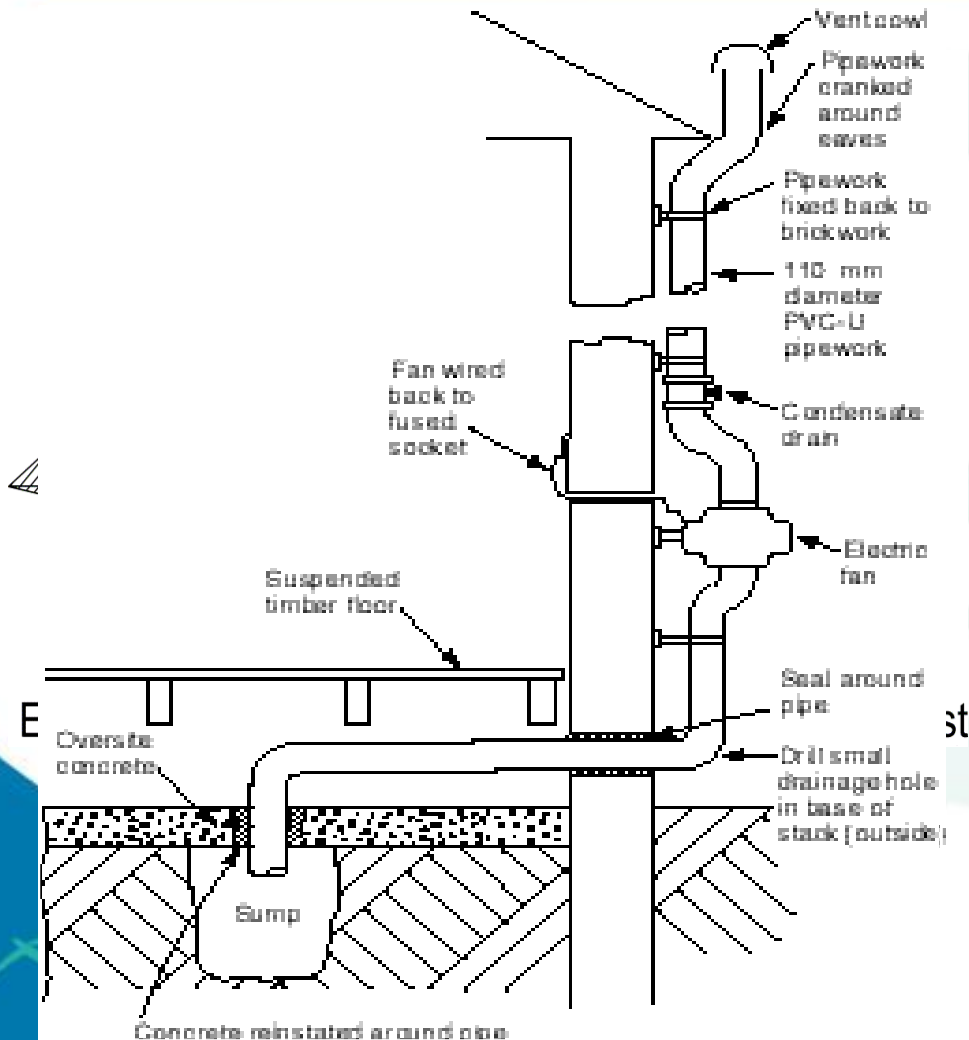 Vent cowl
Pipework
cranked
around
eaves
Pipework
fixed back to
brickwork
110 mm
diameter
PVC-U
pipework
Fan wired
back to
fused
socket
Condensate
drain
Electric
fan
Suspended
timber floor
Seal around
pipe
E
st
Oversite
concrete
Drill small
drainage hole
in base of
stack (outside)
Sump
Concrete reinstated around pipe